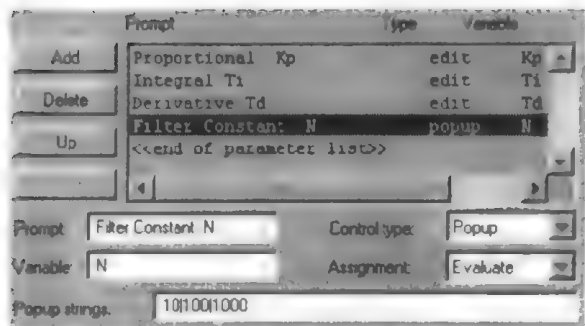 Prompt Type Variable
Add
Proportional Kp edit Kp
Integral Ti edit Ti
Delete
Derivative Td edit Td
Filter Constant N popup N
Up
<<end of parameter list>>
Prompt: Filter Constant N Control type: Popup
Variable: N Assignment: Evaluate
Popup strings: 10|100|1000